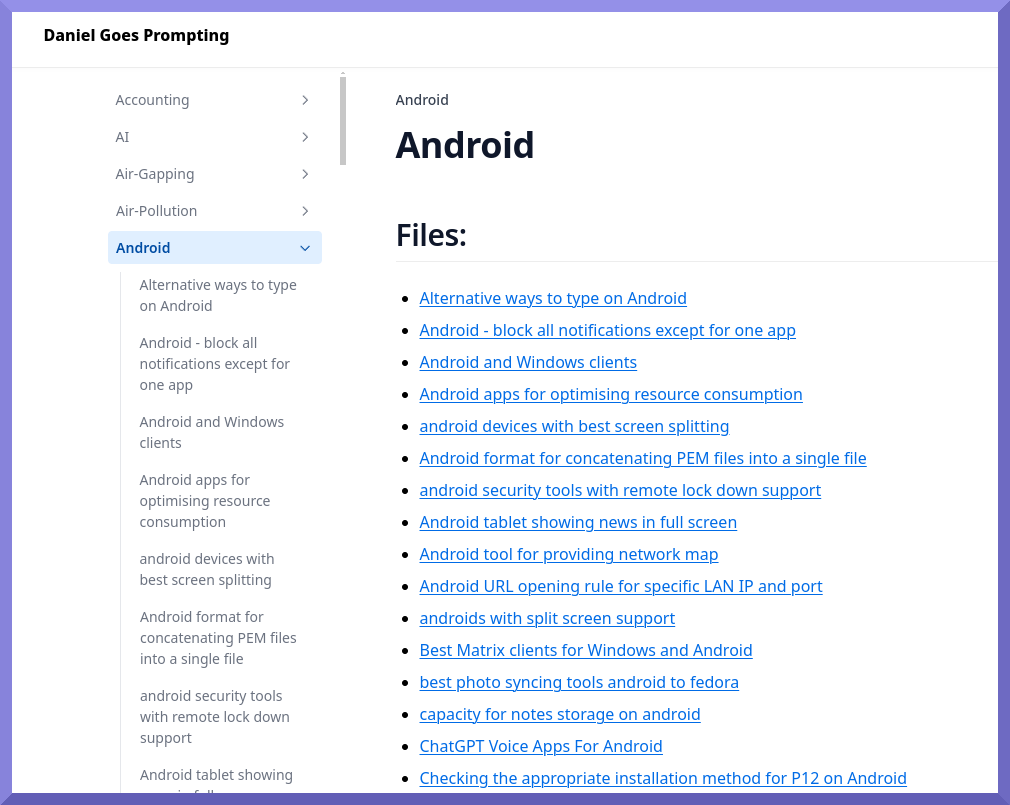 Daniel Goes Prompting
Accounting
AI
Air-Gapping
Air-Pollution
Android
Alternative ways to type
on Android
Android - block all
notifications except for
one app
Android and Windows
clients
Android apps for
optimising resource
consumption
android devices with
best screen splitting
Android format for
concatenating PEM files
into a single file
android security tools
with remote lock down
support
Android tablet showing
Android
Android
Files:
Alternative ways to type on Android
Android - block all notifications except for one app
Android and Windows clients
Android apps for optimising resource consumption
android devices with best screen splitting
Android format for concatenating PEM files into a single file
android security tools with remote lock down support
Android tablet showing news in full screen
Android tool for providing network map
Android URL opening rule for specific LAN IP and port
androids with split screen support
Best Matrix clients for Windows and Android
best photo syncing tools android to fedora
capacity for notes storage on android
ChatGPT Voice Apps For Android
Checking the appropriate installation method for P12 on Android